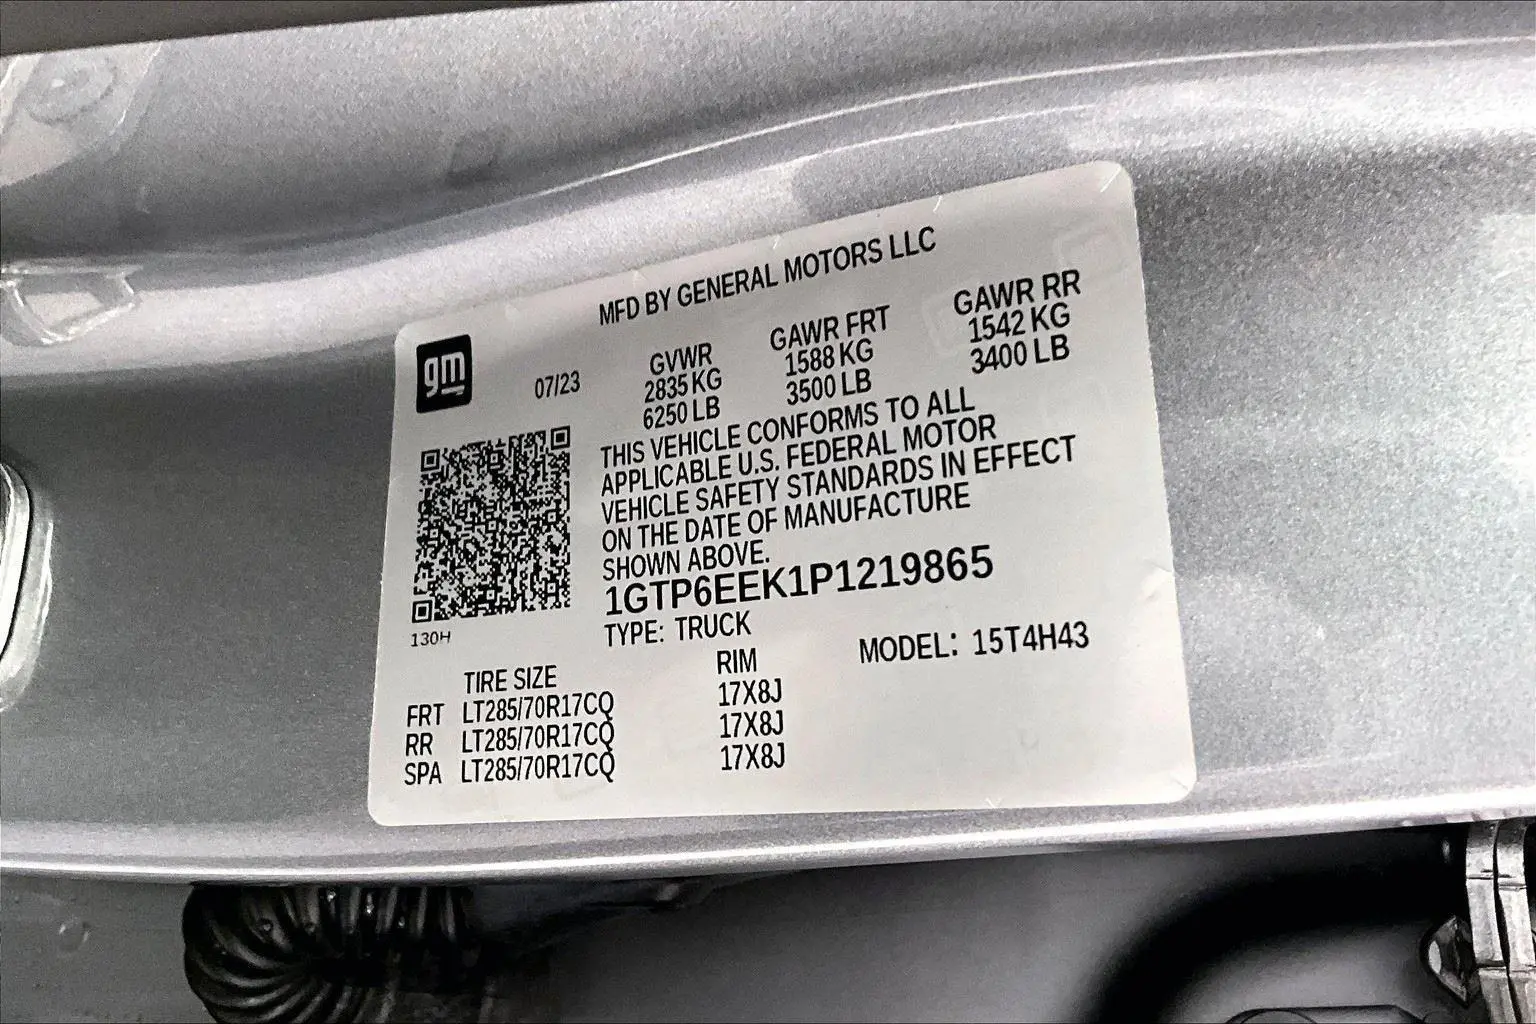 MFD BY GENERAL MOTORS LLC
gm
07/23
GVWR GAWR FRT GAWR RR
2835 KG 1588 KG 1542 KG
6250 LB 3500 LB 3400 LB
THIS VEHICLE CONFORMS TO ALL
APPLICABLE U.S. FEDERAL MOTOR
VEHICLE SAFETY STANDARDS IN EFFECT
ON THE DATE OF MANUFACTURE
SHOWN ABOVE.
1GTP6EEK1P1219865
130H
TYPE: TRUCK
MODEL: 15T4H43
TIRE SIZE RIM
FRT LT285/70R17CQ 17X8J
RR LT285/70R17CQ 17X8J
SPA LT285/70R17CQ 17X8J